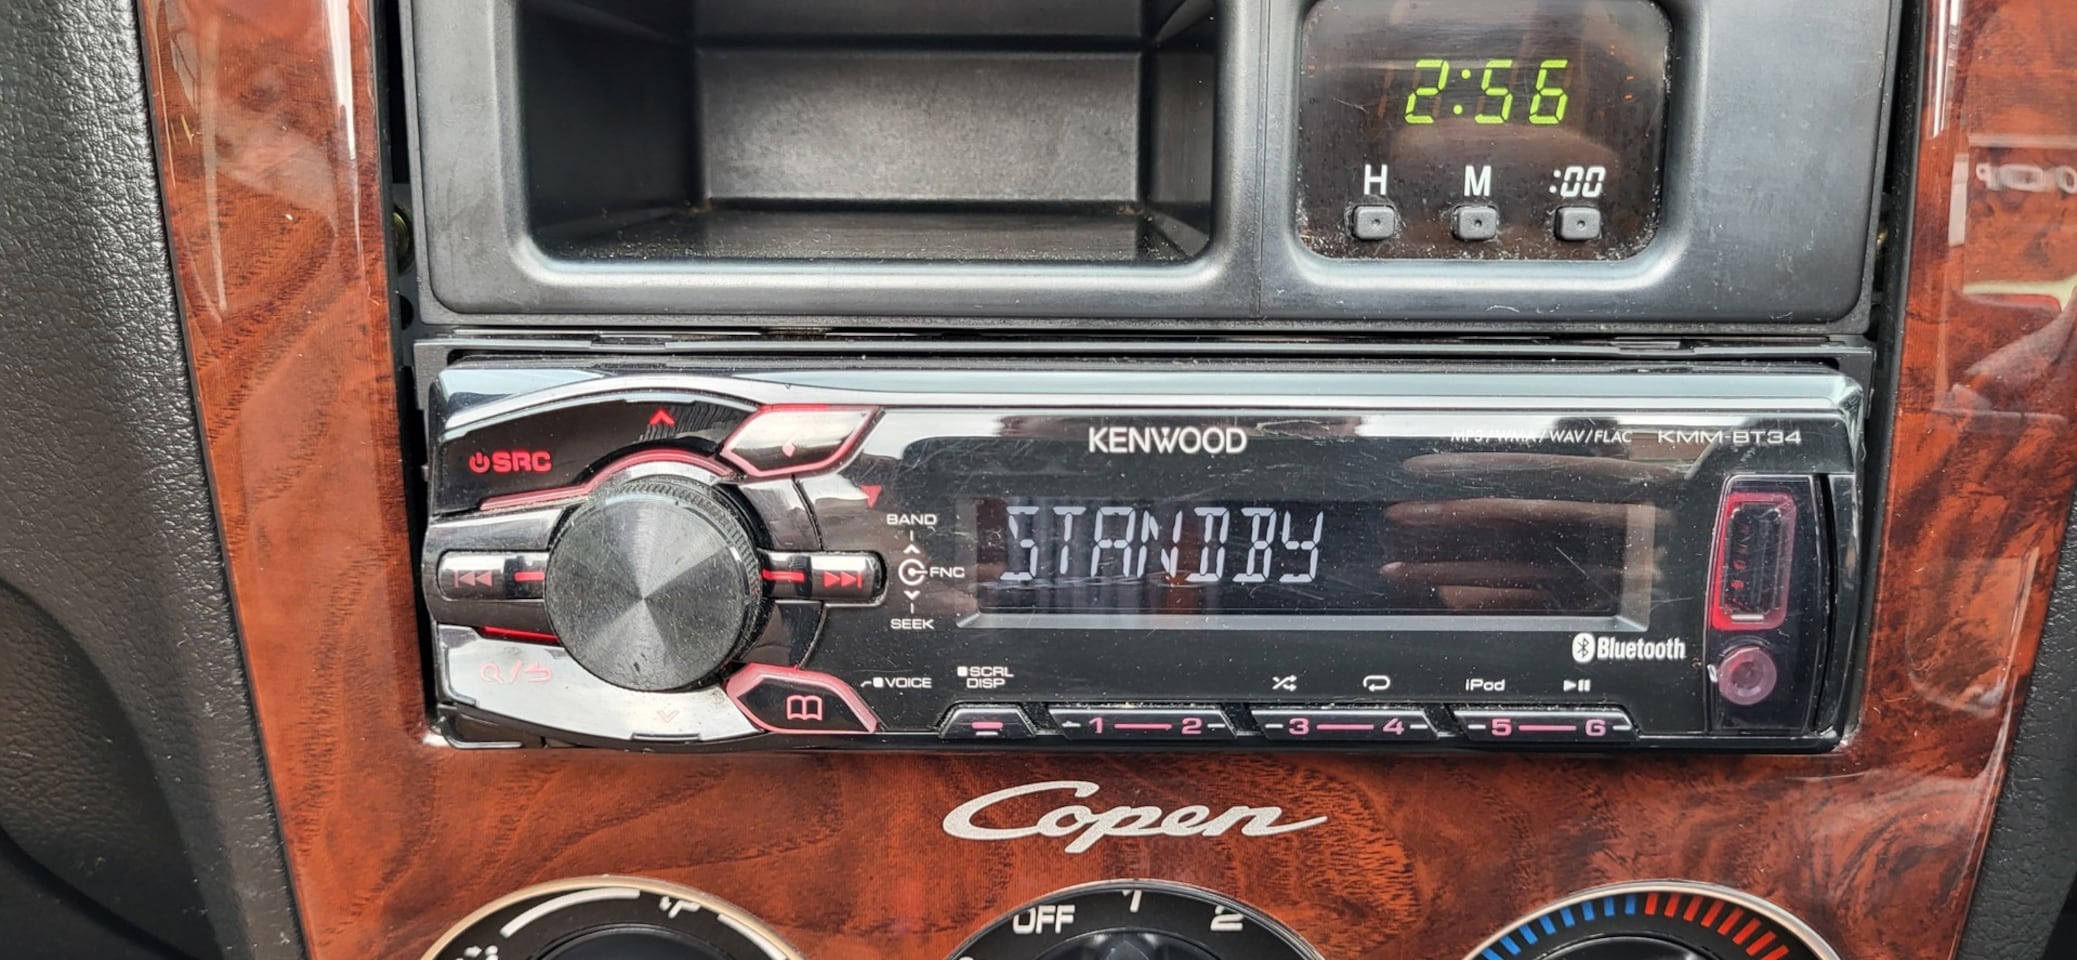 2:56
H M :00
KENWOOD MP3/WMA/WAV/FLAC KMM-BT34
SRC
BAND
STANDBY
FNC
SEEK
Bluetooth
VOICE SCRL
DISP
iPod
1 2 3 4 5 6
Copen
OFF 1 2